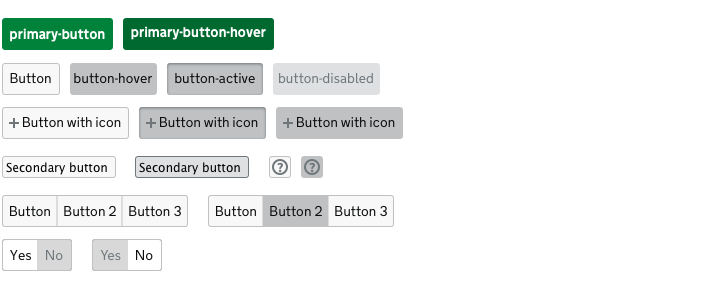 primary-button primary-button-hover
Button button-hover button-active button-disabled
+ Button with icon + Button with icon + Button with icon
Secondary button Secondary button ? ?
Button Button 2 Button 3 Button Button 2 Button 3
Yes No Yes No